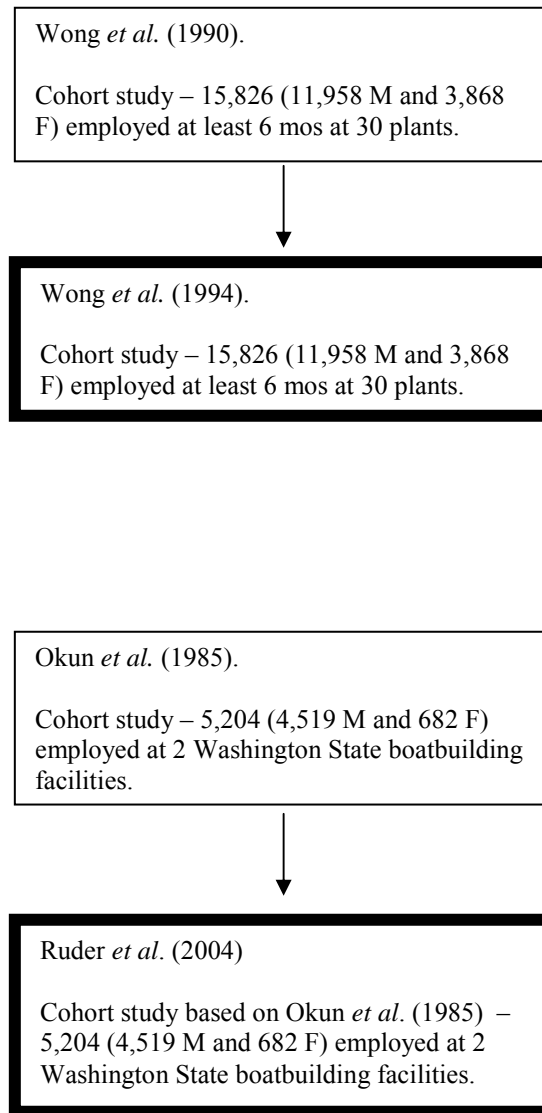 Wong et al. (1990).
Cohort study – 15,826 (11,958 M and 3,868
F) employed at least 6 mos at 30 plants.
Wong et al. (1994).
Cohort study – 15,826 (11,958 M and 3,868
F) employed at least 6 mos at 30 plants.
Okun et al. (1985).
Cohort study – 5,204 (4,519 M and 682 F)
employed at 2 Washington State boatbuilding
facilities.
Ruder et al. (2004)
Cohort study based on Okun et al. (1985) –
5,204 (4,519 M and 682 F) employed at 2
Washington State boatbuilding facilities.